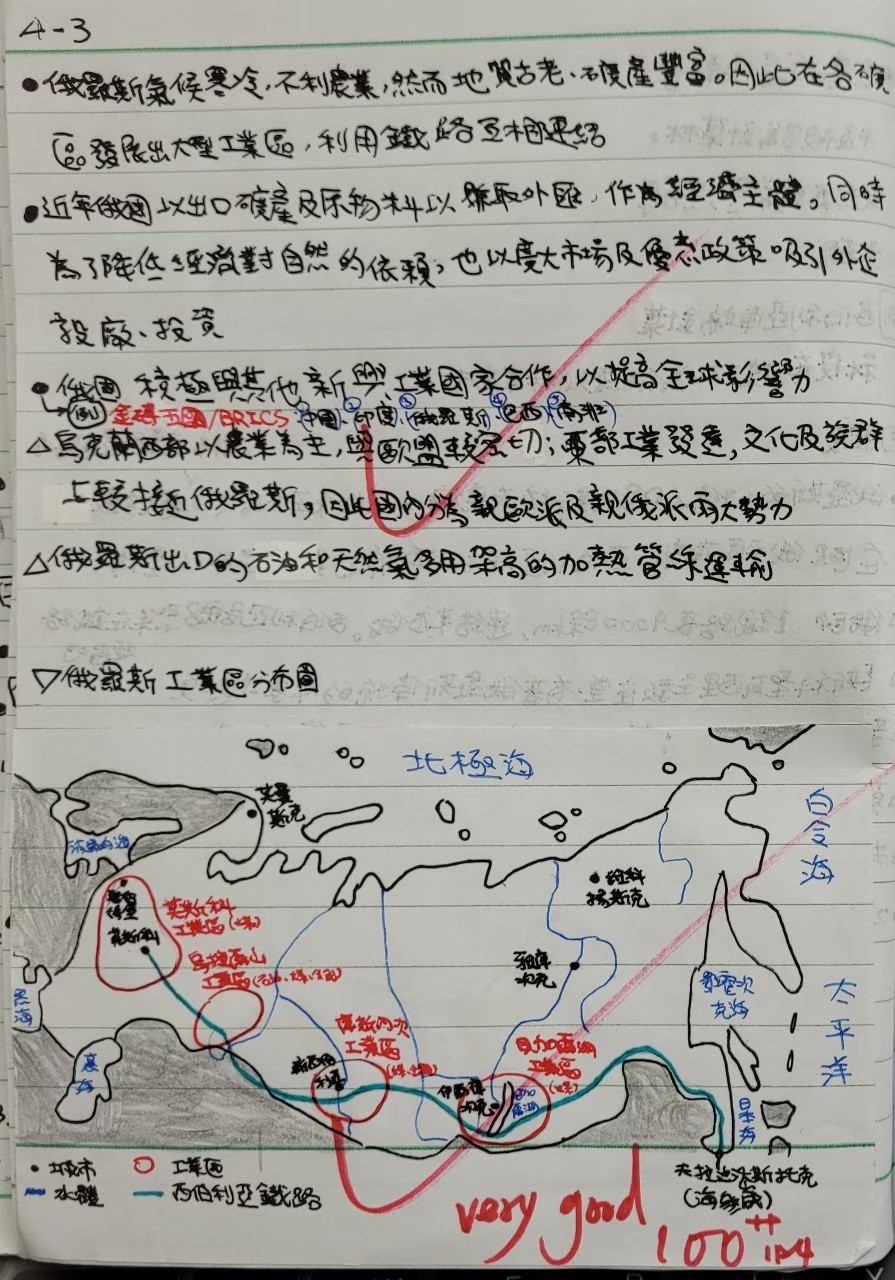 4-3
•俄羅斯氣候寒冷,不利農業,然而地質古老、礦產豐富。因此在各礦
區發展出大型工業區,利用鐵路互相連結
•近年俄國以出口礦產及原物料以賺取外匯,作為經濟主體。同時
為了降低經濟對自然的依賴,也以廣大市場及優惠政策吸引外企
設廠、投資
•俄國積極與其他新興工業國家合作,以提高全球影響力
例 金磚五國/BRICS:①中國、②印度、③俄羅斯、④巴西、⑤南非
△烏克蘭西部以農業為主,與歐盟較密切;東部工業發達,文化及族群
上較接近俄羅斯,因此國內分為親歐派及親俄派兩大勢力
△俄羅斯出口的石油和天然氣多用架高的加熱管線運輸
▽俄羅斯工業區分布圖
北極海
莫曼
斯克
白令海
波羅的海
維科
揚斯克
聖彼
得堡
莫斯科
莫斯科
工業區
(煤)
烏拉爾山
工業區
雅庫
次克
鄂霍次
克海
太平洋
黑海
裏海
庫斯內次
工業區
新西伯
利亞
貝加爾湖
工業區
(煤)
伊爾庫
次克
日本海
•城市
○工業區
水體
西伯利亞鐵路
夫拉迪沃斯托克
(海參崴)
very good
100++